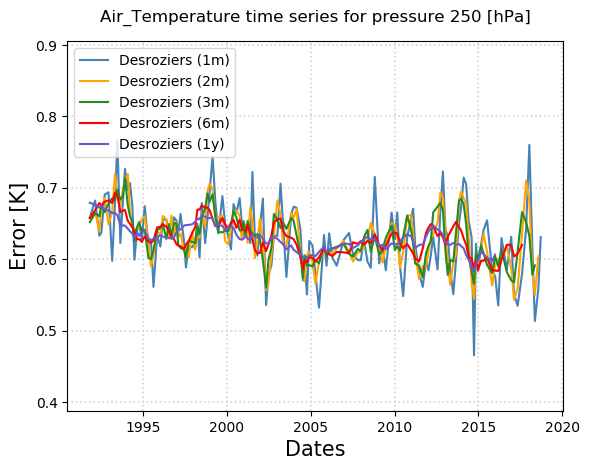 Air_Temperature time series for pressure 250 [hPa]
0.9
0.8
0.7
0.6
0.5
0.4
Error [K]
Desroziers (1m)
Desroziers (2m)
Desroziers (3m)
Desroziers (6m)
Desroziers (1y)
1995 2000 2005 2010 2015 2020
Dates